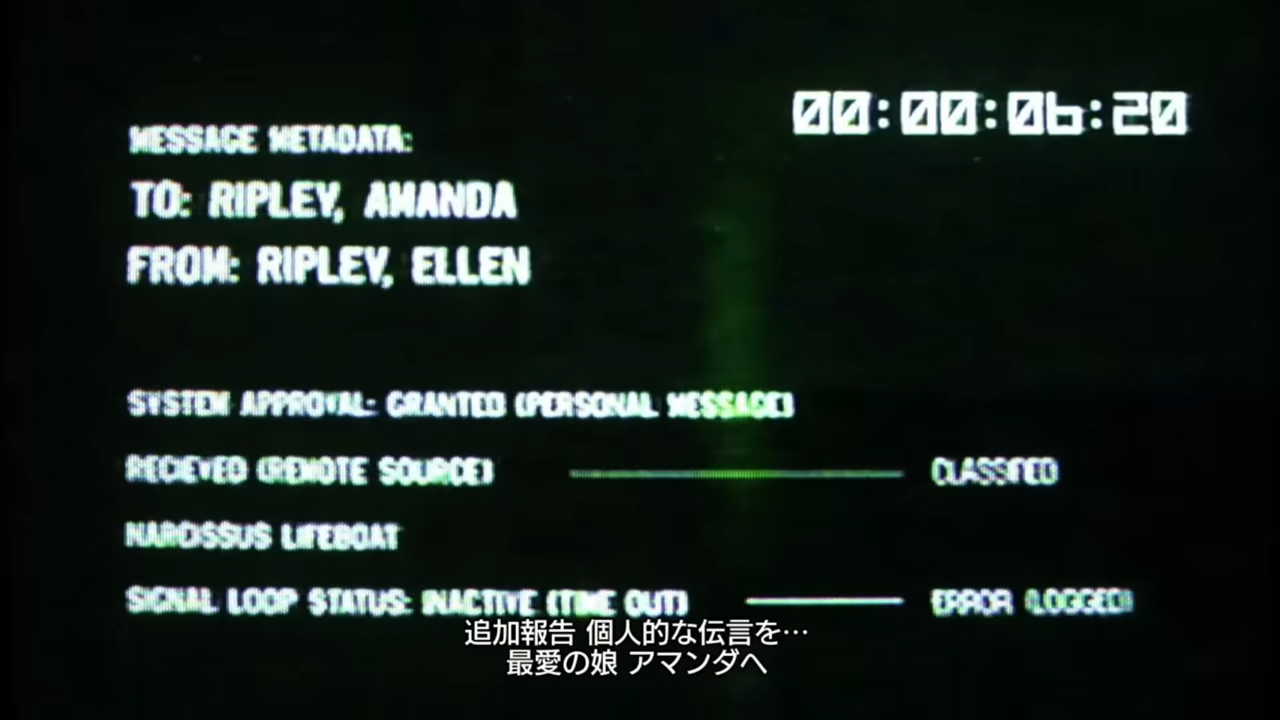 00:00:06:20
MESSAGE METADATA:
TO: RIPLEY, AMANDA
FROM: RIPLEY, ELLEN
SYSTEM APPROVAL: GRANTED (PERSONAL MESSAGE)
RECIEVED (REMOTE SOURCE) CLASSIFIED
NARCISSUS LIFEBOAT
SIGNAL LOOP STATUS: INACTIVE (TIME OUT) ERROR (LOGGED)
追加報告 個人的な伝言を…
最愛の娘 アマンダへ